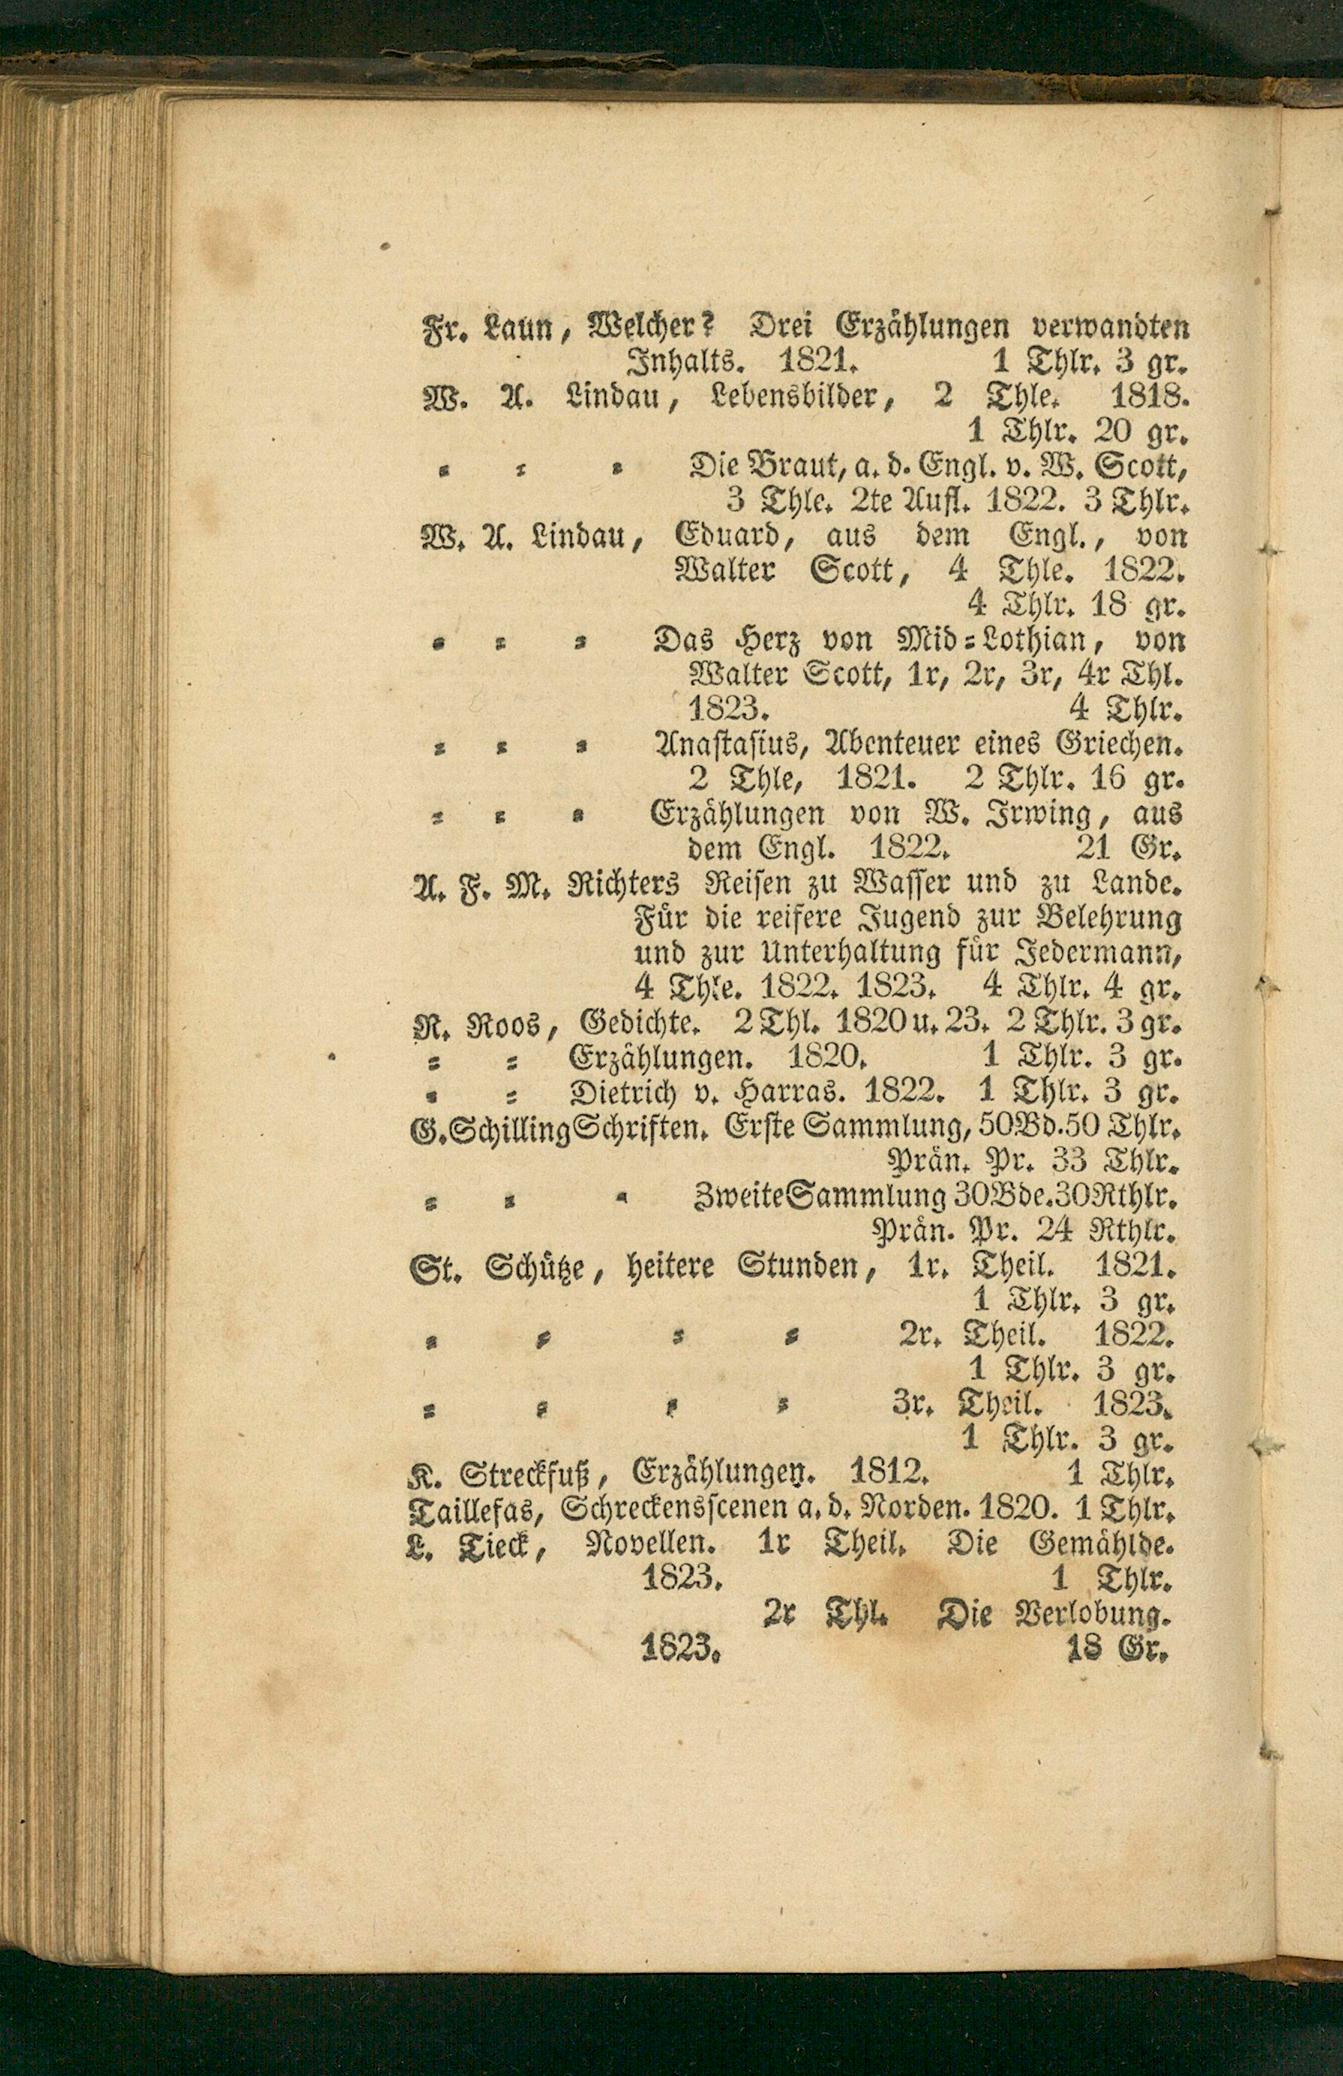 Fr. Laun, Welcher? Drei Erzählungen verwandten
Inhalts. 1821. 1 Thlr. 3 gr.
W. A. Lindau, Lebensbilder, 2 Thle. 1818.
1 Thlr. 20 gr.
= = = Die Braut, a. d. Engl. v. W. Scott,
3 Thle. 2te Aufl. 1822. 3 Thlr.
W. A. Lindau, Eduard, aus dem Engl., von
Walter Scott, 4 Thle. 1822.
4 Thlr. 18 gr.
= = = Das Herz von Mid=Lothian, von
Walter Scott, 1r, 2r, 3r, 4r Thl.
1823. 4 Thlr.
= = = Anastasius, Abenteuer eines Griechen.
2 Thle, 1821. 2 Thlr. 16 gr.
= = = Erzählungen von W. Irwing, aus
dem Engl. 1822. 21 Gr.
A. F. M. Richters Reisen zu Wasser und zu Lande.
Für die reifere Jugend zur Belehrung
und zur Unterhaltung für Jedermann,
4 Thle. 1822. 1823. 4 Thlr. 4 gr.
R. Roos, Gedichte. 2 Thl. 1820 u. 23. 2 Thlr. 3 gr.
= = Erzählungen. 1820. 1 Thlr. 3 gr.
= = Dietrich v. Harras. 1822. 1 Thlr. 3 gr.
G. Schilling Schriften. Erste Sammlung, 50 Bd. 50 Thlr.
Prän. Pr. 33 Thlr.
= = = Zweite Sammlung 30 Bde. 30 Rthlr.
Prän. Pr. 24 Rthlr.
St. Schütze, heitere Stunden, 1r. Theil. 1821.
1 Thlr. 3 gr.
= = = = 2r. Theil. 1822.
1 Thlr. 3 gr.
= = = = 3r. Theil. 1823.
1 Thlr. 3 gr.
K. Streckfuß, Erzählungen. 1812. 1 Thlr.
Taillefas, Schreckensscenen a. d. Norden. 1820. 1 Thlr.
L. Tieck, Novellen. 1r Theil. Die Gemählde.
1823. 1 Thlr.
2r Thl. Die Verlobung.
1823. 18 Gr.